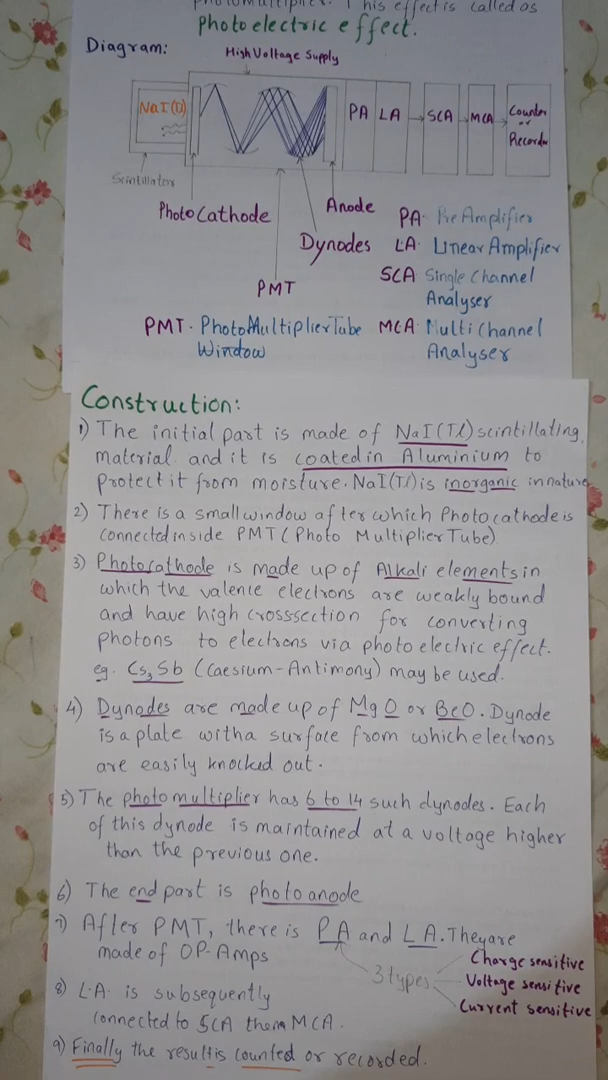 Photomultiplier. This effect is called as
Photoelectric effect.
Diagram:
High Voltage Supply
NaI(Tl)
PA LA SCA MCA Counter
or
Recorder
Scintillators
Photo Cathode
Anode
Dynodes
PMT
PA- Pre Amplifier
LA- Linear Amplifier
SCA Single Channel
Analyser
PMT- PhotoMultiplierTube
Window
MCA- Multi Channel
Analyser
Construction:
1) The initial part is made of NaI(Tl) scintillating
material and it is coated in Aluminium to
protect it from moisture. NaI(Tl) is inorganic in nature
2) There is a small window after which Photocathode is
connected inside PMT (Photo MultiplierTube)
3) Photocathode is made up of Alkali elements in
which the valence electrons are weakly bound
and have high crosssection for converting
photons to electrons via photoelectric effect.
eg. Cs₃Sb (Caesium-Antimony) may be used.
4) Dynodes are made up of MgO or BeO. Dynode
is a plate with a surface from which electrons
are easily knocked out.
5) The photomultiplier has 6 to 14 such dynodes. Each
of this dynode is maintained at a voltage higher
than the previous one.
6) The end part is photoanode
7) After PMT, there is PA and LA. They are
made of OP-Amps
3 types
Charge sensitive
Voltage sensitive
Current sensitive
8) L.A. is subsequently
connected to SCA then MCA.
9) Finally the result is counted or recorded.